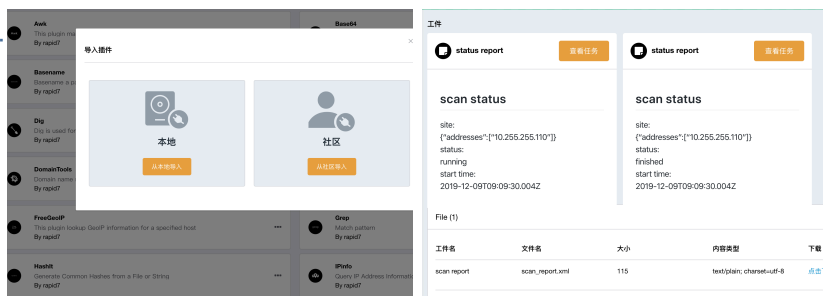 Awk
This plugin ma
By rapid7
Base64
导入插件
×
Basename
Basename a p
By rapid7
Dig
Dig is used for
By rapid7
DomainTools
Domain name
By rapid7
本地
从本地导入
社区
从社区导入
FreeGeoIP
This plugin lookup GeoIP information for a specified host
By rapid7
Grep
Match pattern
By rapid7
Hashit
Generate Common Hashes from a File or String
By rapid7
IPinfo
Query IP Address Informati
By rapid7
工件
status report
查看任务
scan status
site:
{"addresses":["10.255.255.110"]}
status:
running
start time:
2019-12-09T09:09:30.004Z
status report
查看任务
scan status
site:
{"addresses":["10.255.255.110"]}
status:
finished
start time:
2019-12-09T09:09:30.004Z
File (1)
工件名 文件名 大小 内容类型 下载
scan report scan_report.xml 115 text/plain; charset=utf-8 点击